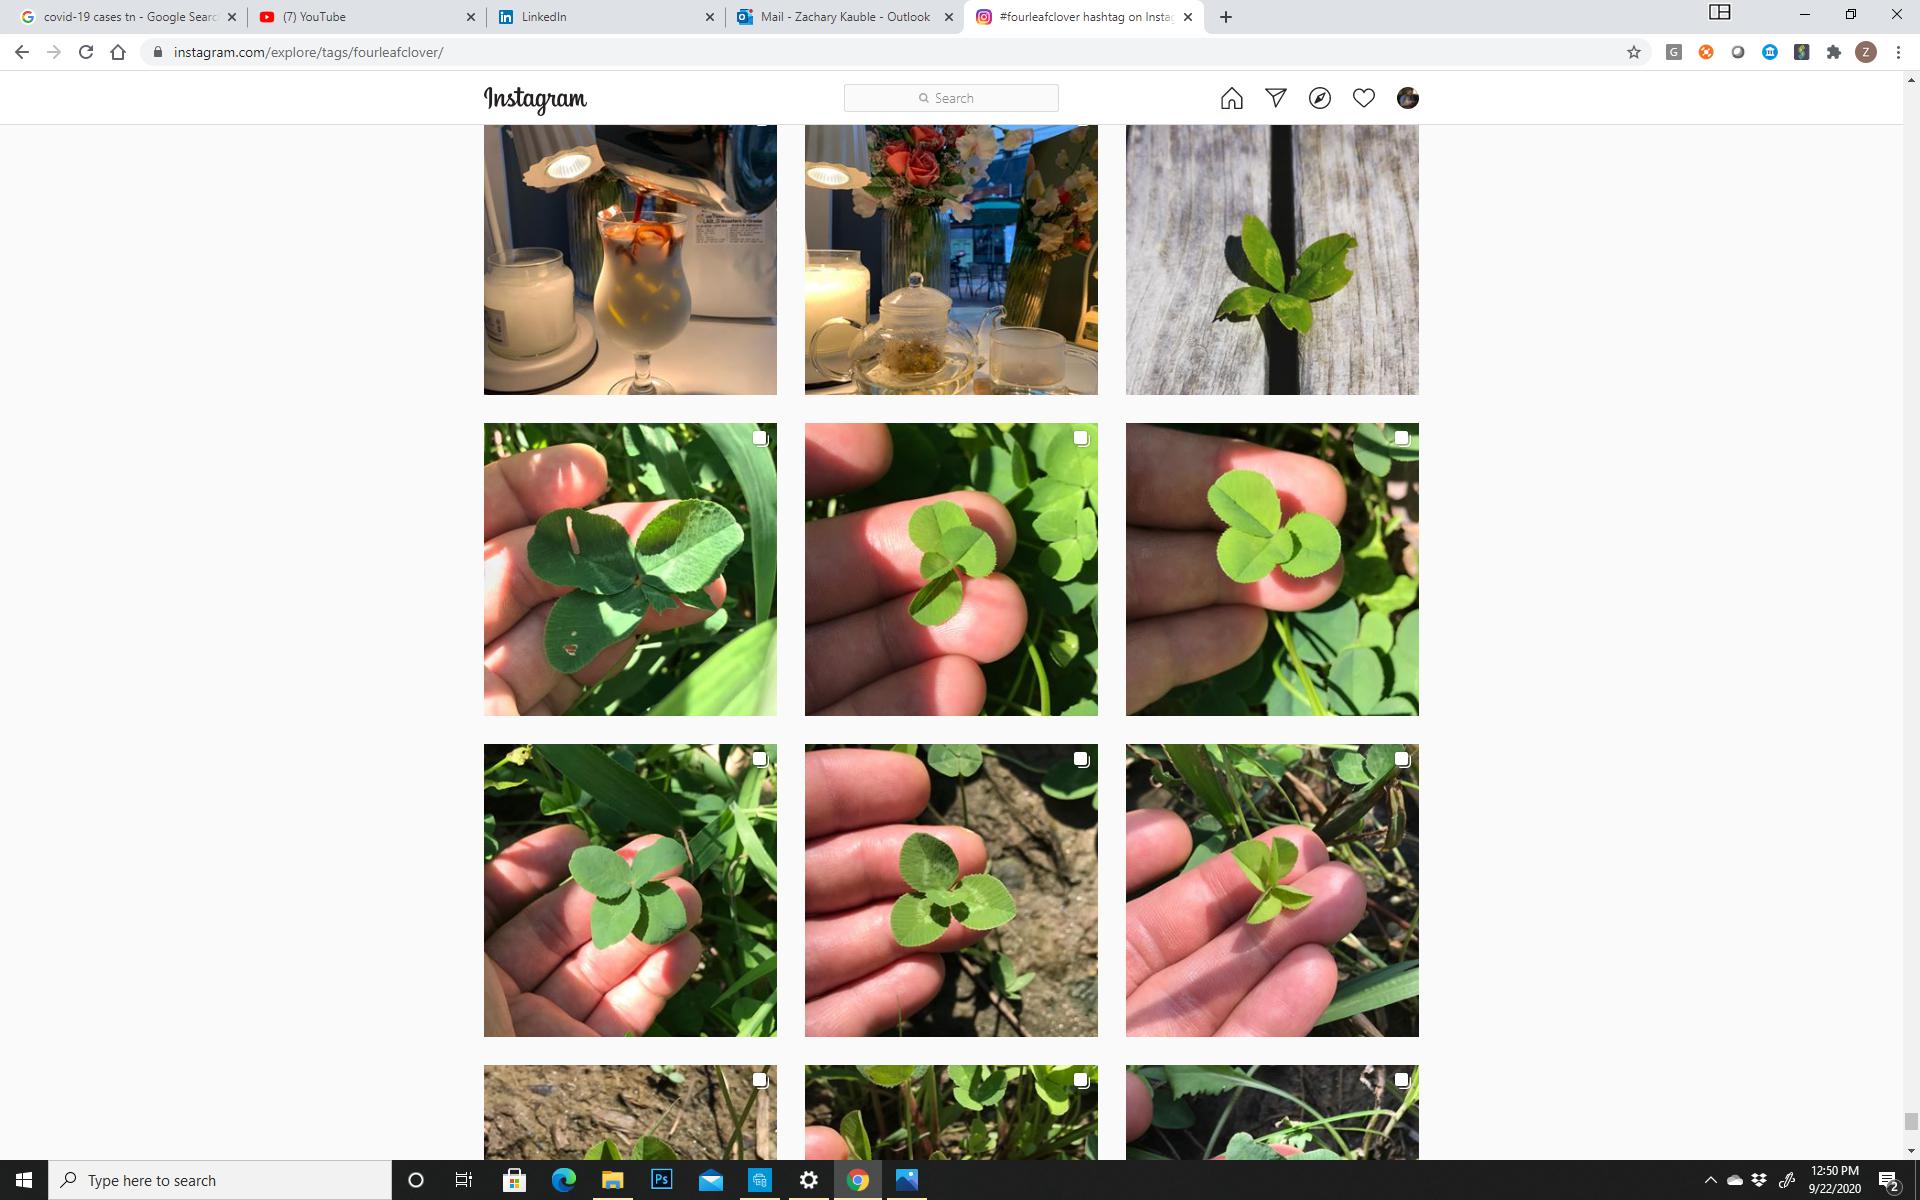 covid-19 cases tn - Google Searc
(7) YouTube
LinkedIn
Mail - Zachary Kauble - Outlook
#fourleafclover hashtag on Insta
instagram.com/explore/tags/fourleafclover/
G
Z
Instagram
Search
Type here to search
Ps
12:50 PM
9/22/2020
2